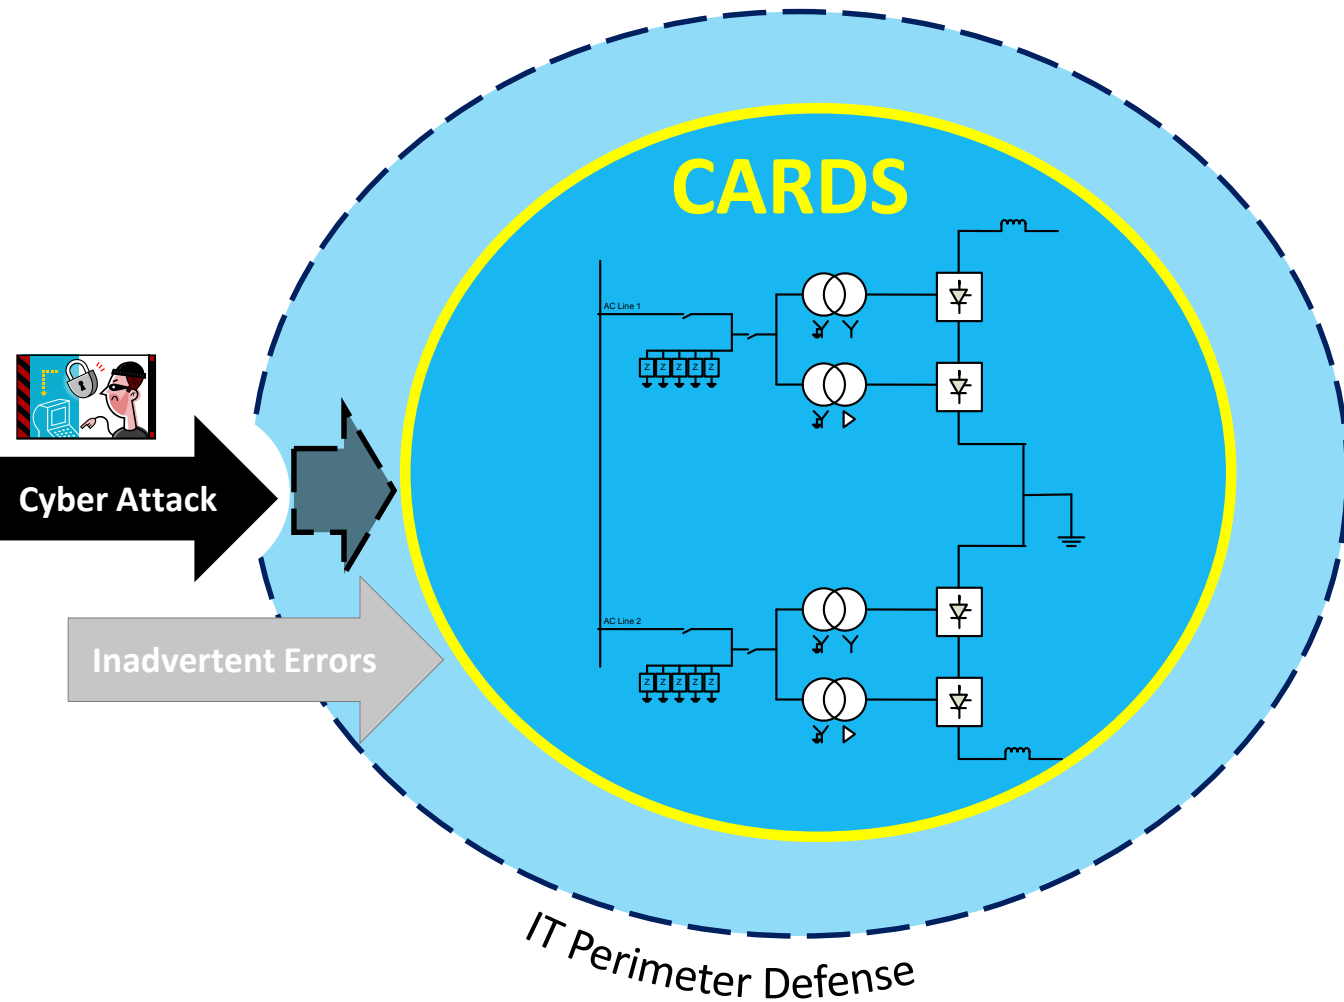 CARDS
AC Line 1
Z Z Z Z Z
Cyber Attack
AC Line 2
Inadvertent Errors
Z Z Z Z Z
IT Perimeter Defense